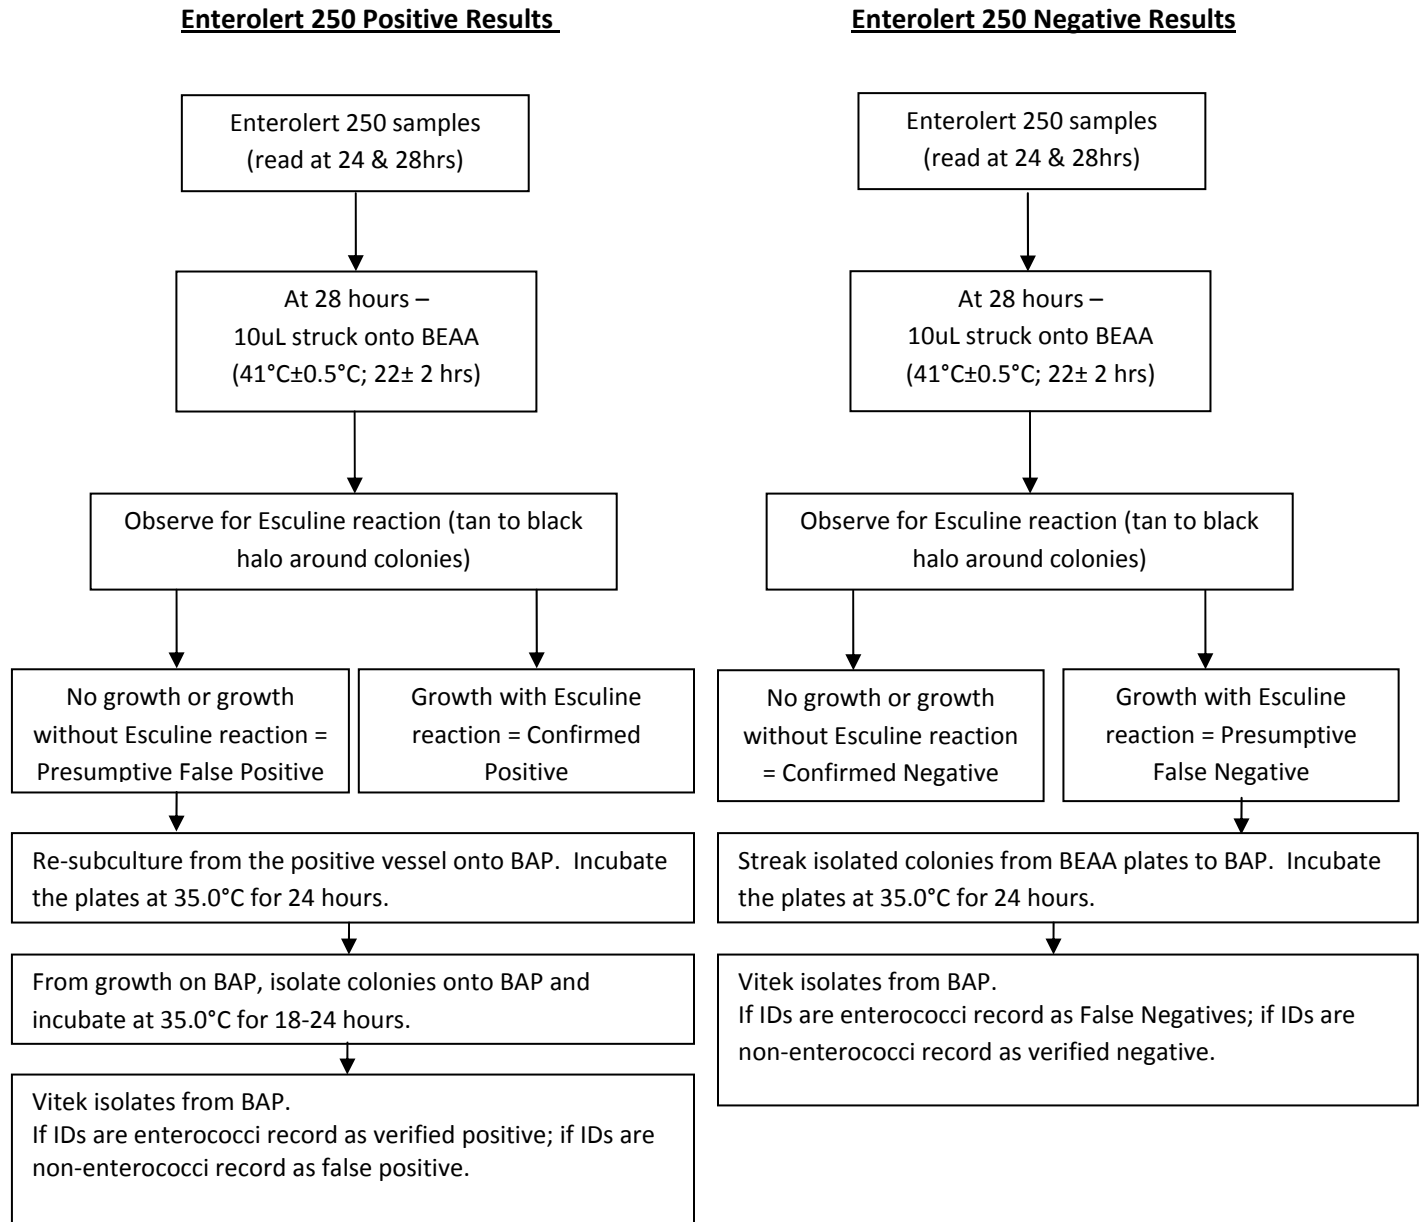 Enterolert 250 Positive Results
Enterolert 250 samples
(read at 24 & 28hrs)
At 28 hours –
10uL struck onto BEAA
(41°C±0.5°C; 22± 2 hrs)
Observe for Esculine reaction (tan to black
halo around colonies)
No growth or growth
without Esculine reaction =
Presumptive False Positive
Growth with Esculine
reaction = Confirmed
Positive
Re-subculture from the positive vessel onto BAP.  Incubate
the plates at 35.0°C for 24 hours.
From growth on BAP, isolate colonies onto BAP and
incubate at 35.0°C for 18-24 hours.
Vitek isolates from BAP.
If IDs are enterococci record as verified positive; if IDs are
non-enterococci record as false positive.
Enterolert 250 Negative Results
Enterolert 250 samples
(read at 24 & 28hrs)
At 28 hours –
10uL struck onto BEAA
(41°C±0.5°C; 22± 2 hrs)
Observe for Esculine reaction (tan to black
halo around colonies)
No growth or growth
without Esculine reaction
= Confirmed Negative
Growth with Esculine
reaction = Presumptive
False Negative
Streak isolated colonies from BEAA plates to BAP.  Incubate
the plates at 35.0°C for 24 hours.
Vitek isolates from BAP.
If IDs are enterococci record as False Negatives; if IDs are
non-enterococci record as verified negative.